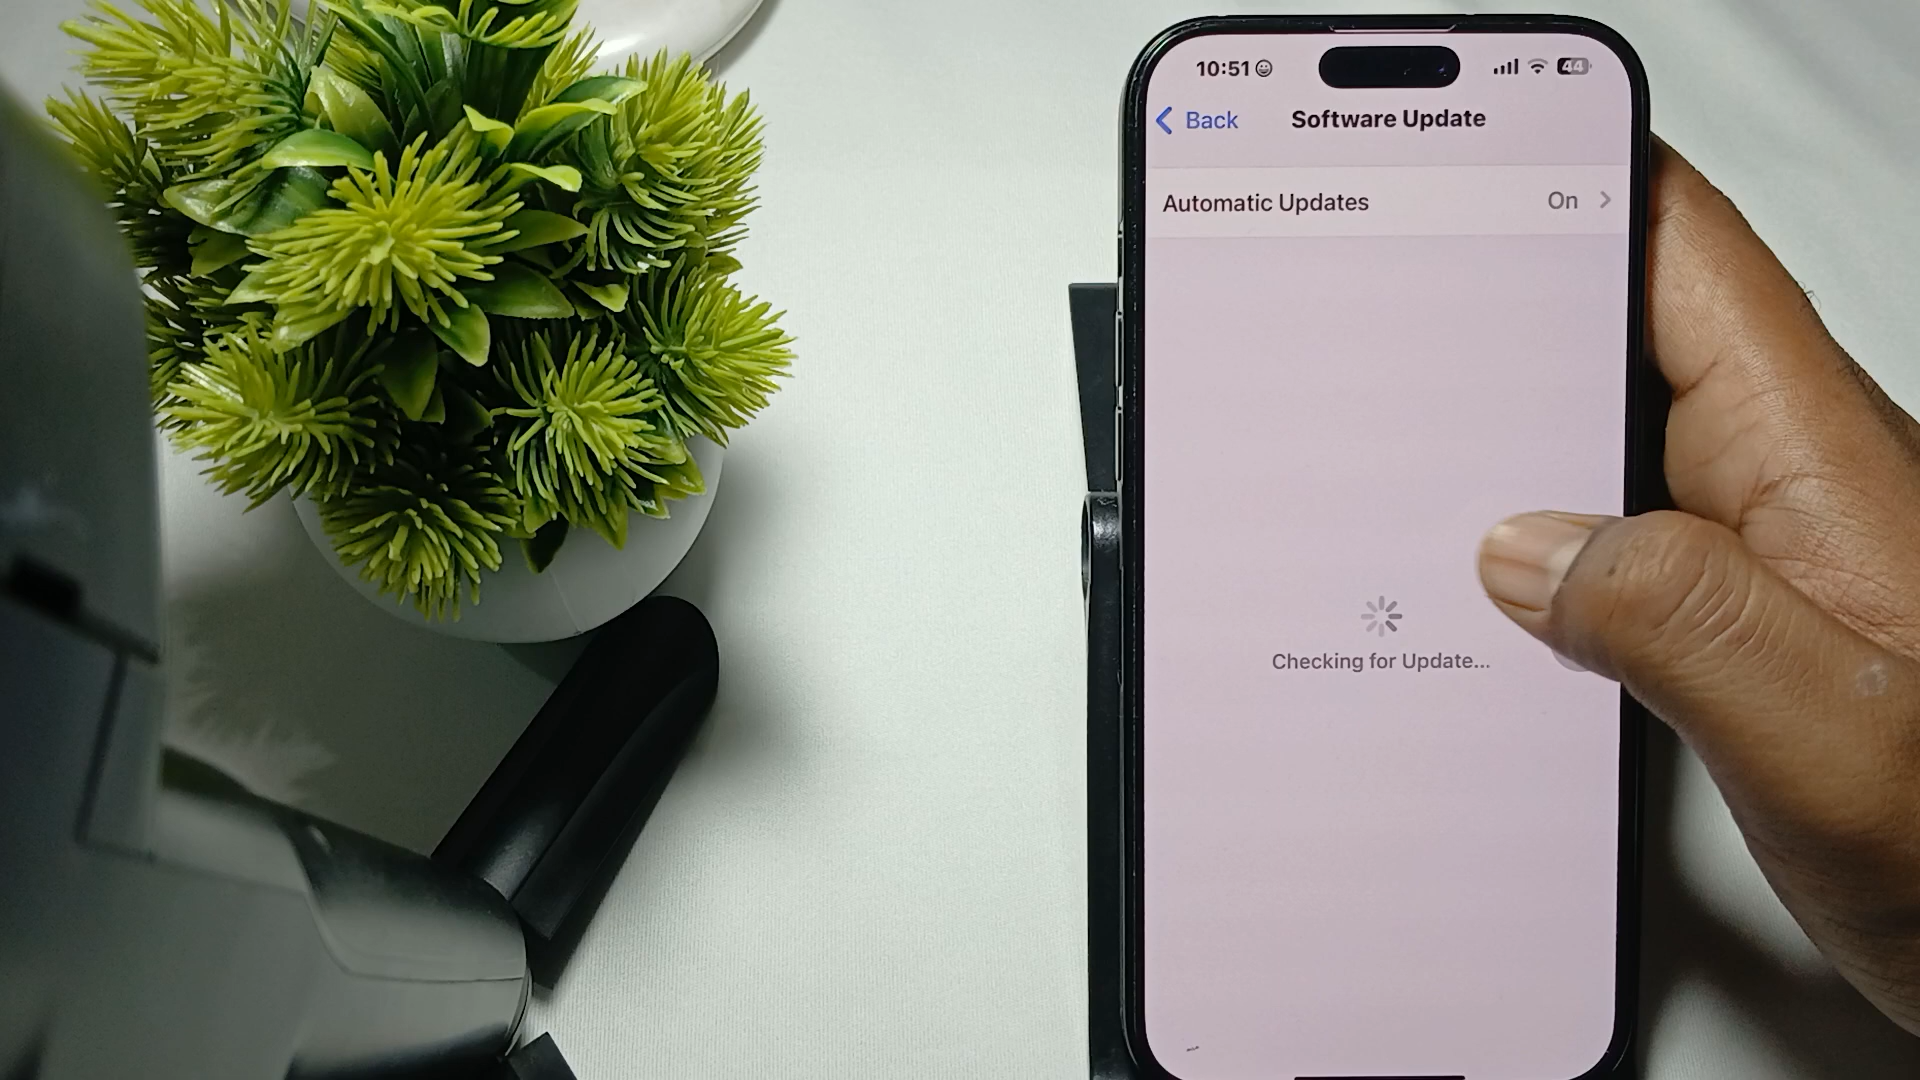 10:51
44
Back
Software Update
Automatic Updates
On
Checking for Update...